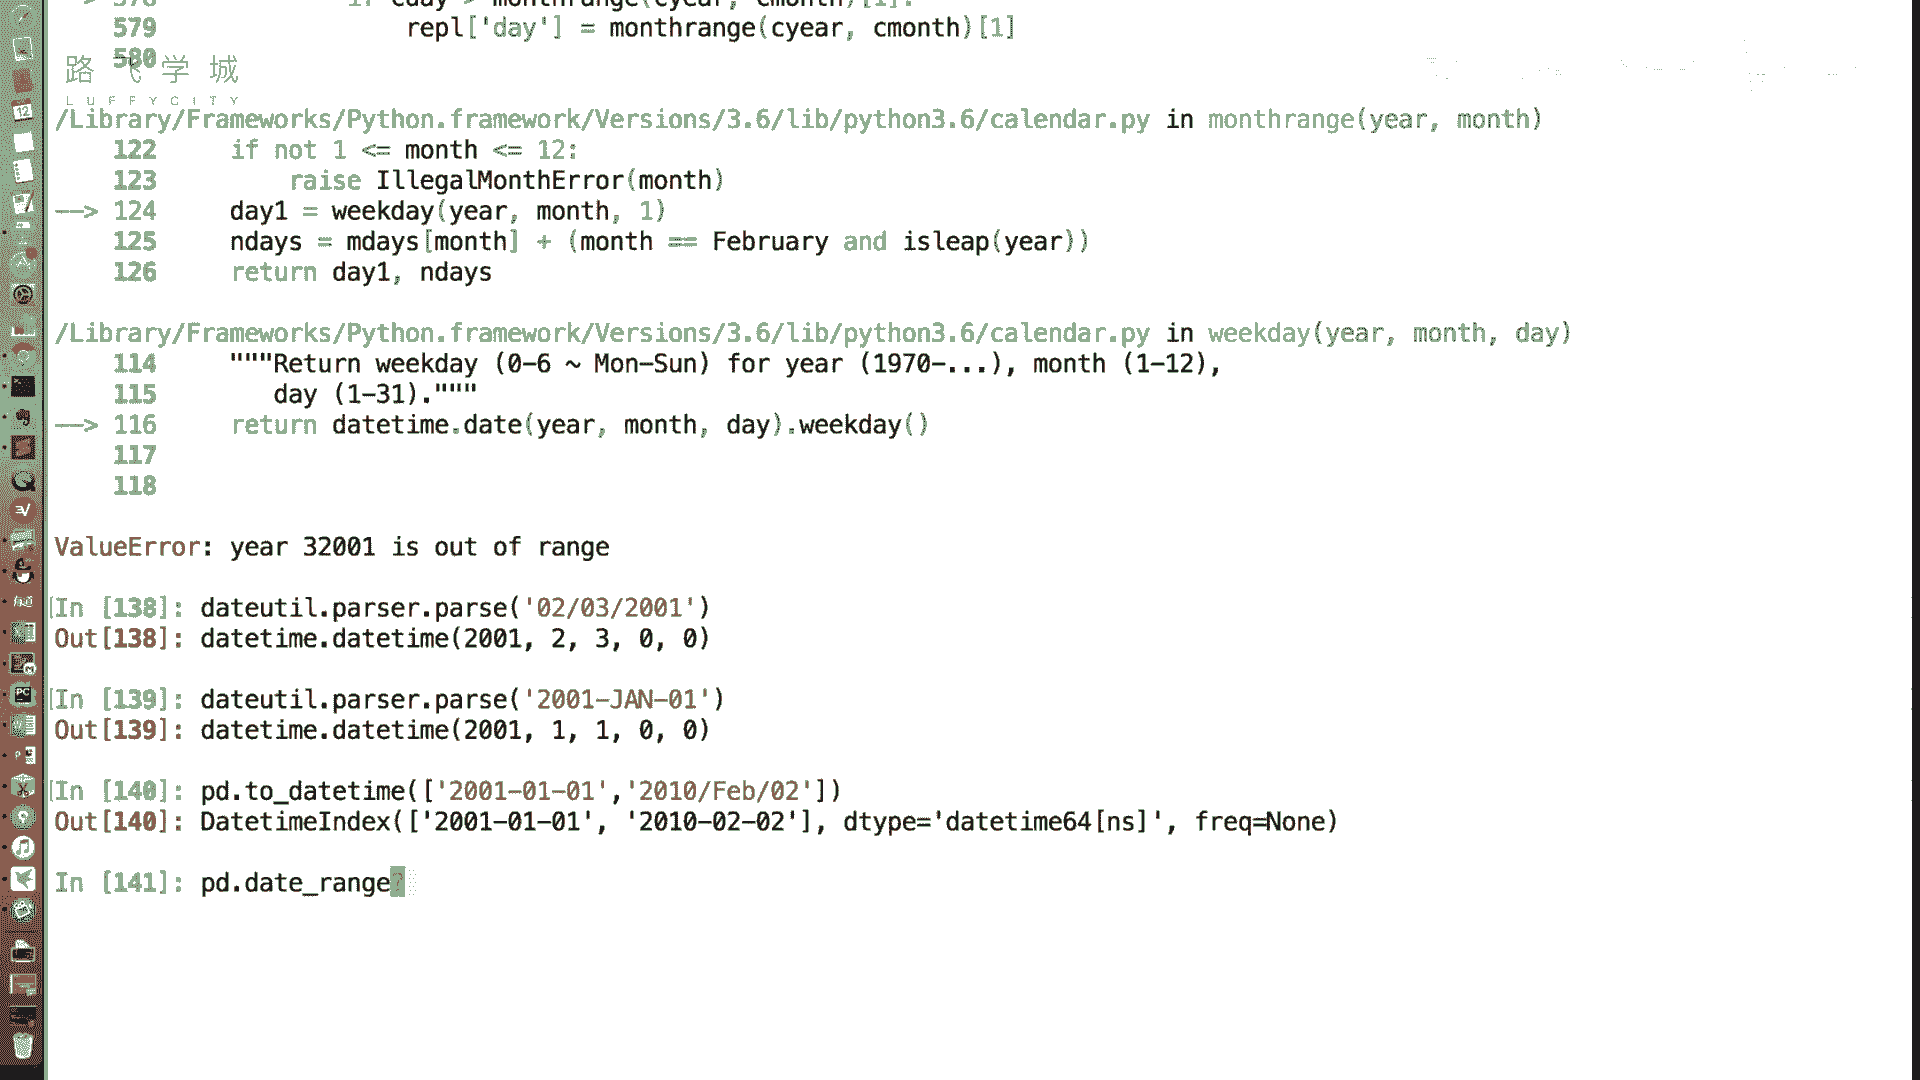 578 if cday > monthrange(cyear, cmonth)[1]:
579 repl['day'] = monthrange(cyear, cmonth)[1]
580
路 飞 学 城
LUFFYCITY
/Library/Frameworks/Python.framework/Versions/3.6/lib/python3.6/calendar.py in monthrange(year, month)
122 if not 1 <= month <= 12:
123 raise IllegalMonthError(month)
--> 124 day1 = weekday(year, month, 1)
125 ndays = mdays[month] + (month == February and isleap(year))
126 return day1, ndays
/Library/Frameworks/Python.framework/Versions/3.6/lib/python3.6/calendar.py in weekday(year, month, day)
114 """Return weekday (0-6 ~ Mon-Sun) for year (1970-...), month (1-12),
115 day (1-31)."""
--> 116 return datetime.date(year, month, day).weekday()
117
118
ValueError: year 32001 is out of range
In [138]: dateutil.parser.parse('02/03/2001')
Out[138]: datetime.datetime(2001, 2, 3, 0, 0)
In [139]: dateutil.parser.parse('2001-JAN-01')
Out[139]: datetime.datetime(2001, 1, 1, 0, 0)
In [140]: pd.to_datetime(['2001-01-01','2010/Feb/02'])
Out[140]: DatetimeIndex(['2001-01-01', '2010-02-02'], dtype='datetime64[ns]', freq=None)
In [141]: pd.date_range?